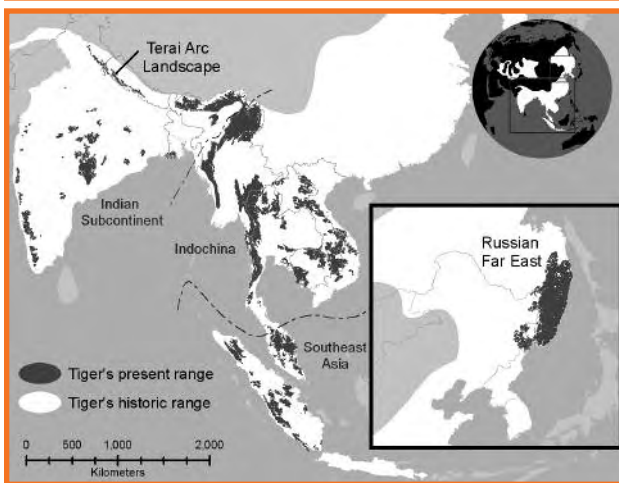 Terai Arc
Landscape
Indian
Subcontinent
Indochina
Russian
Far East
Southeast
Asia
Tiger's present range
Tiger's historic range
0 500 1,000 2,000
Kilometers